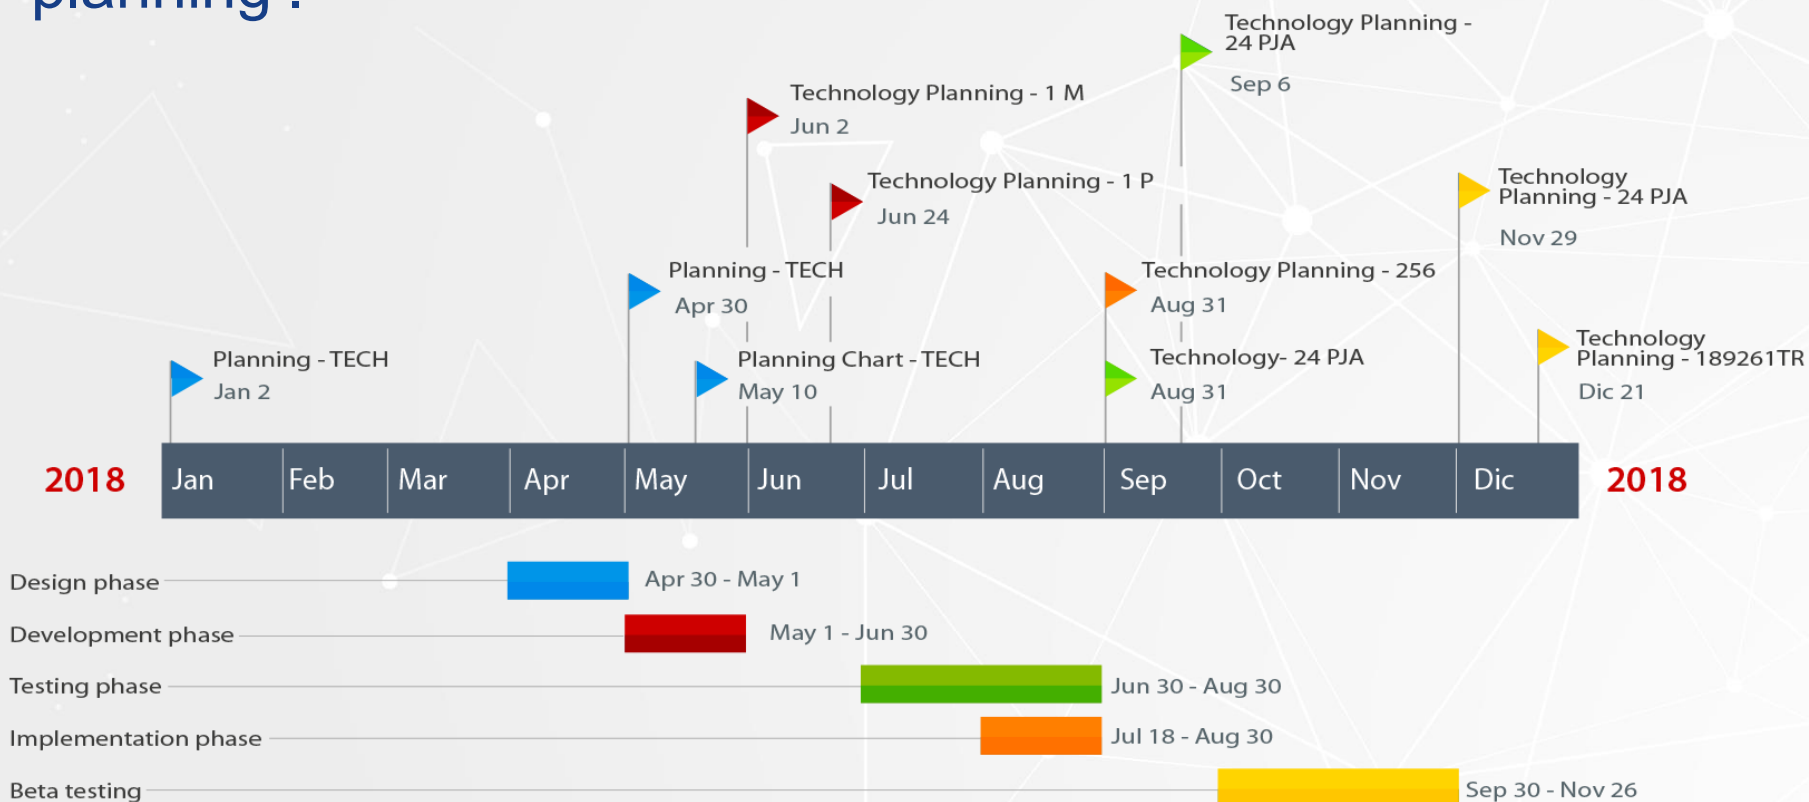 planning :
Technology Planning -
24 PJA
Sep 6
Technology Planning - 1 M
Jun 2
Technology Planning - 1 P
Jun 24
Technology
Planning - 24 PJA
Nov 29
Planning - TECH
Apr 30
Technology Planning - 256
Aug 31
Planning - TECH
Jan 2
Planning Chart - TECH
May 10
Technology- 24 PJA
Aug 31
Technology
Planning - 189261TR
Dic 21
2018 Jan Feb Mar Apr May Jun Jul Aug Sep Oct Nov Dic 2018
Design phase Apr 30 - May 1
Development phase May 1 - Jun 30
Testing phase Jun 30 - Aug 30
Implementation phase Jul 18 - Aug 30
Beta testing Sep 30 - Nov 26